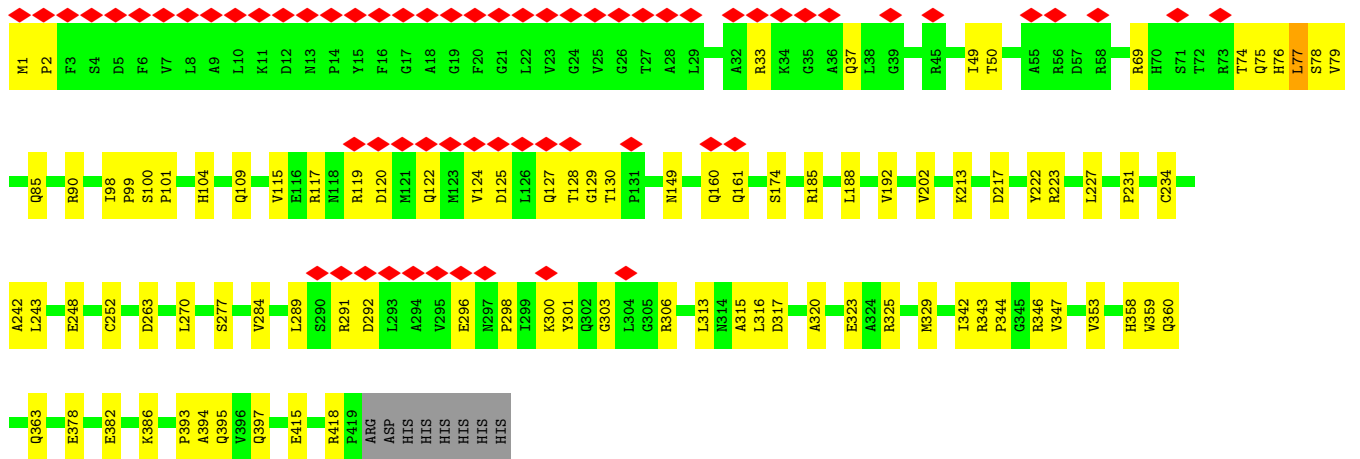 M1 P2 F3 S4 D5 F6 V7 L8 A9 L10 K11 D12 N13 P14 Y15 F16 G17 A18 G19 F20 G21 L22 V23 G24 V25 G26 T27 A28 L29 A32 R33 K34 G35 A36 Q37 L38 G39 R45 I49 T50 A55 R56 D57 R58 R69 H70 S71 T72 R73 T74 Q75 H76 L77 S78 V79
Q85 R90 I98 P99 S100 P101 H104 Q109 V115 E116 R117 N118 R119 D120 M121 Q122 M123 V124 D125 L126 Q127 T128 G129 T130 P131 N149 Q160 Q161 S174 R185 L188 V192 V202 K213 D217 Y222 R223 L227 P231 C234
A242 L243 E248 C252 D263 L270 S277 V284 L289 S290 R291 D292 L293 A294 V295 E296 N297 P298 I299 K300 Y301 Q302 G303 L304 G305 R306 L313 N314 A315 L316 D317 A320 E323 A324 R325 M329 I342 R343 P344 G345 R346 V347 V353 H358 W359 Q360
Q363 E378 E382 K386 P393 A394 Q395 V396 Q397 E415 R418 P419 ARG ASP HIS HIS HIS HIS HIS HIS